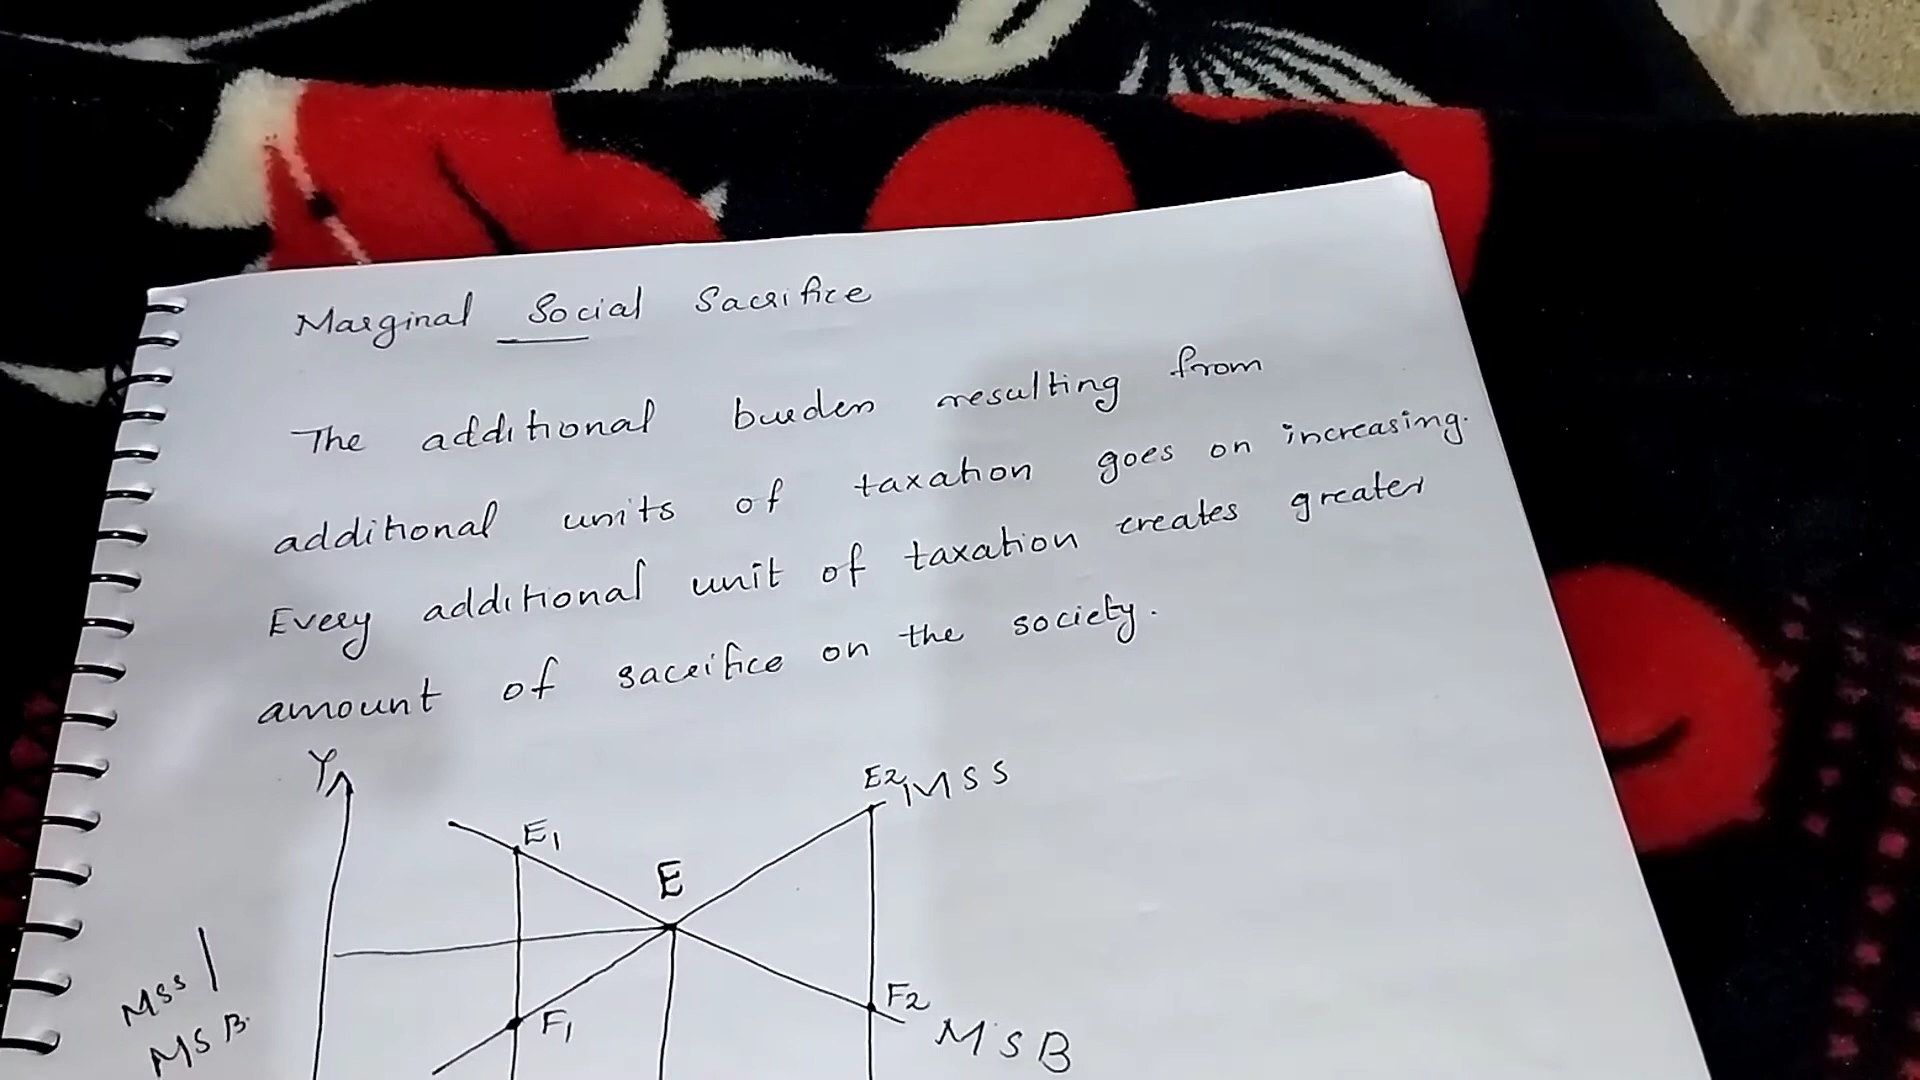 Marginal Social Sacrifice
The additional burden resulting from
additional units of taxation goes on increasing.
Every additional unit of taxation creates greater
amount of sacrifice on the society.
Y
E2 MSS
E1
E
F2
F1
MSB
MSS /
MSB.